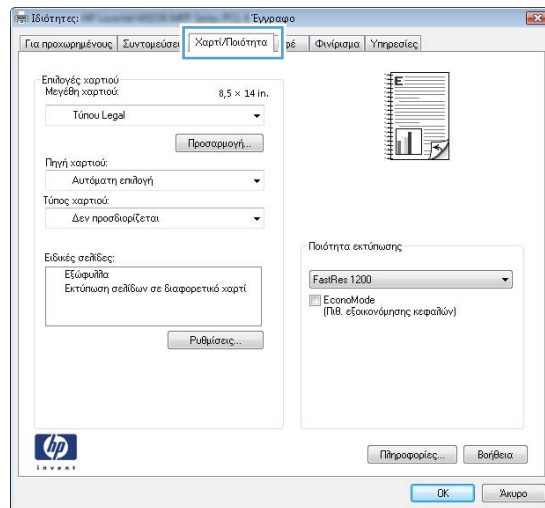 Ιδιότητες: Έγγραφο
Για προχωρημένους Συντομεύσει Χαρτί/Ποιότητα ρέ Φινίρισμα Υπηρεσίες
Επιλογές χαρτιού
Μεγέθη χαρτιού: 8,5 × 14 in.
Τύπου Legal
Προσαρμογή...
Πηγή χαρτιού:
Αυτόματη επιλογή
Τύπος χαρτιού:
Δεν προσδιορίζεται
Ειδικές σελίδες:
Εξώφυλλα
Εκτύπωση σελίδων σε διαφορετικό χαρτί
Ρυθμίσεις...
E
Ποιότητα εκτύπωσης
FastRes 1200
EconoMode
(Πιθ. εξοικονόμησης κεφαλών)
hp
invent
Πληροφορίες... Βοήθεια
OK Άκυρο